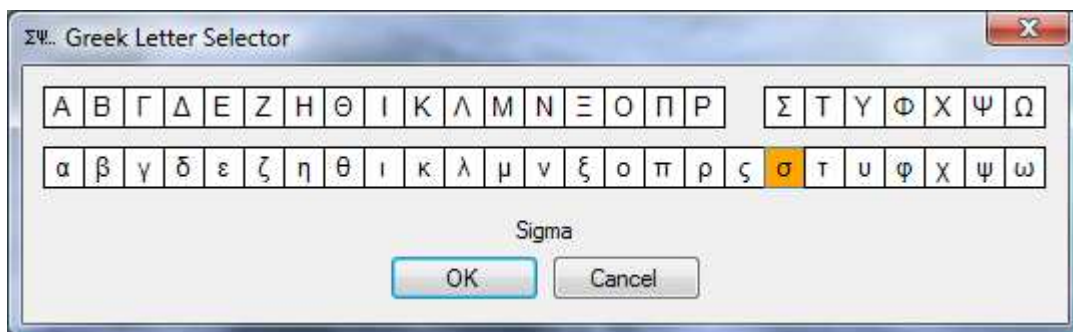 ΣΨ... Greek Letter Selector
Α Β Γ Δ Ε Ζ Η Θ Ι Κ Λ Μ Ν Ξ Ο Π Ρ Σ Τ Υ Φ Χ Ψ Ω
α β γ δ ε ζ η θ ι κ λ μ ν ξ ο π ρ ς σ τ υ φ χ ψ ω
Sigma
OK Cancel